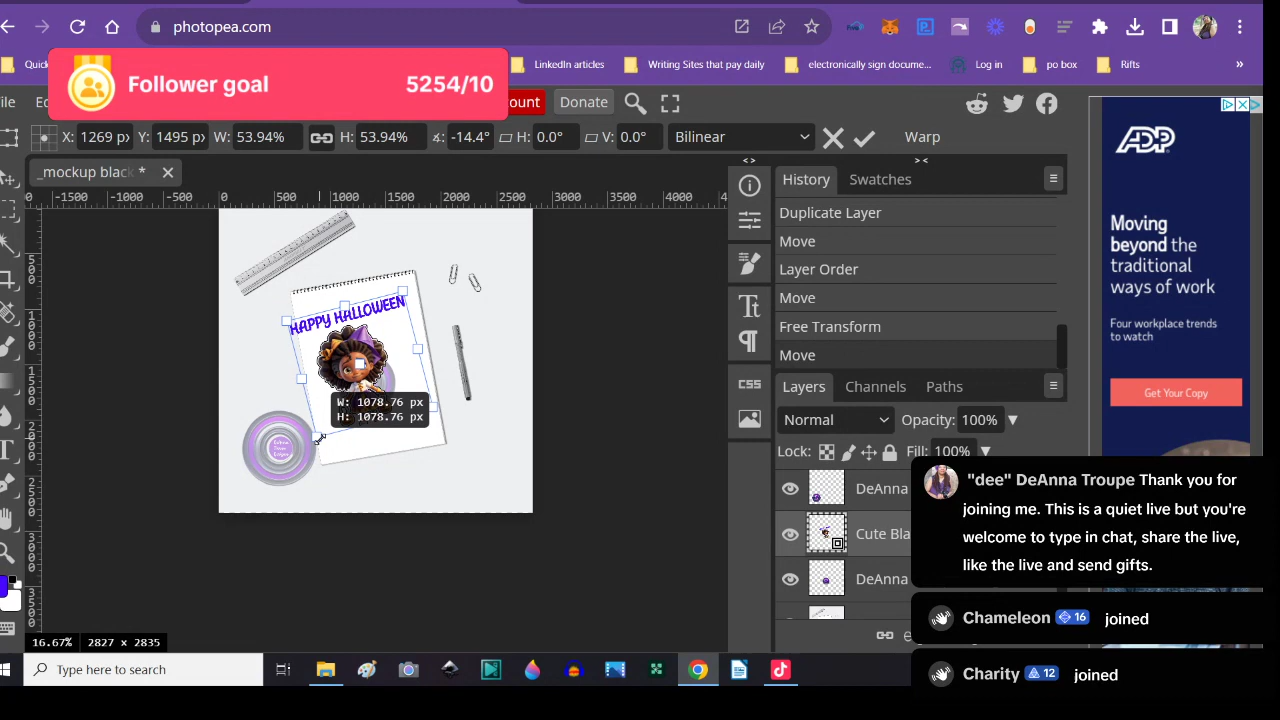 photopea.com
Quick
LinkedIn articles
Writing Sites that pay daily
electronically sign docume...
Log in
po box
Rifts
»
Follower goal 5254/10
ile
Ed
ount
Donate
X: 1269 p
Y: 1495 p
W: 53.94%
H: 53.94%
∡: -14.4°
H: 0.0°
V: 0.0°
Bilinear
Warp
_mockup black *
-1500 -1000 -500 0 500 1000 1500 2000 2500
< >
> <
History
Swatches
Duplicate Layer
Move
Layer Order
Move
Free Transform
Move
Layers
Channels
Paths
CSS
Normal
Opacity: 100%
Lock:
Fill: 100%
DeAnna
Cute Bla
DeAnna
HAPPY HALLOWEEN
W: 1078.76 px
H: 1078.76 px
16.67%
2827 × 2835
ADP
Moving
beyond the
traditional
ways of work
Four workplace trends
to watch
Get Your Copy
"dee" DeAnna Troupe Thank you for
joining me. This is a quiet live but you're
welcome to type in chat, share the live,
like the live and send gifts.
Chameleon 16 joined
Charity 12 joined
Type here to search